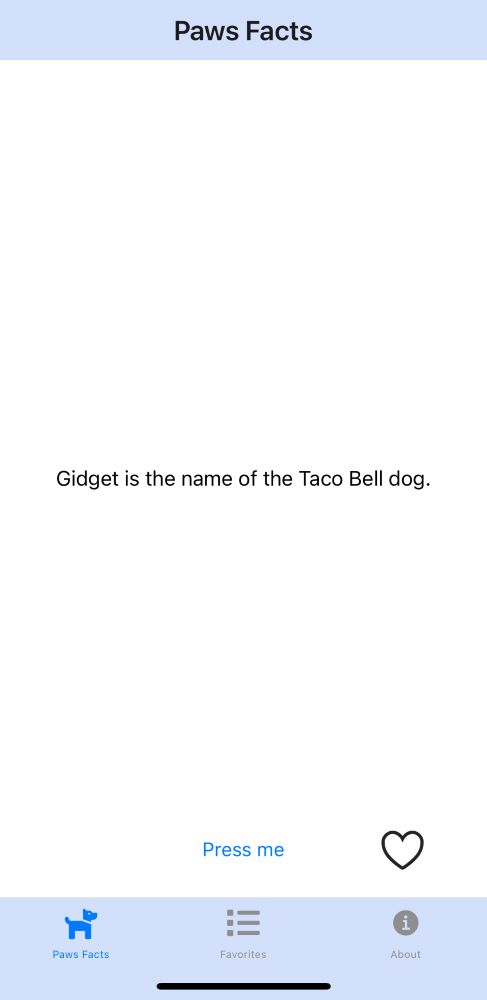 Paws Facts
Gidget is the name of the Taco Bell dog.
Press me
Paws Facts
Favorites
About